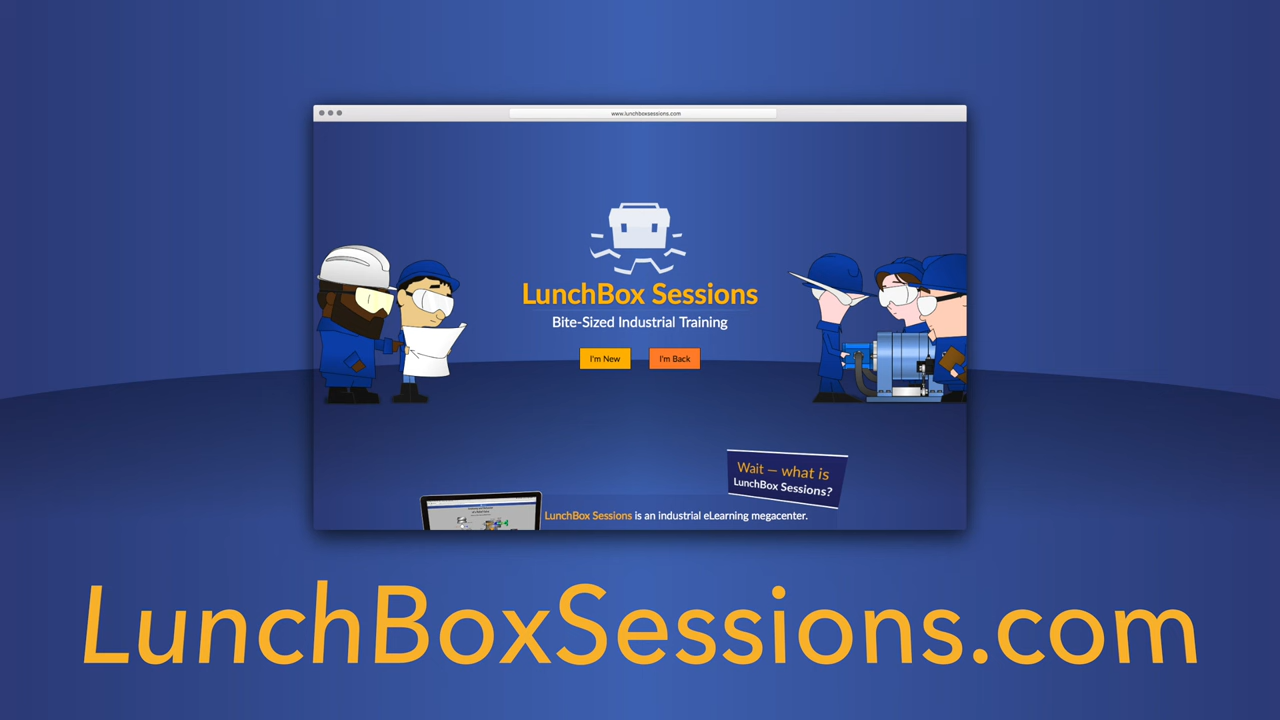 www.lunchboxsessions.com
LunchBox Sessions
Bite-Sized Industrial Training
I'm New
I'm Back
Wait — what is
LunchBox Sessions?
LunchBox Sessions is an industrial eLearning megacenter.
LunchBoxSessions.com